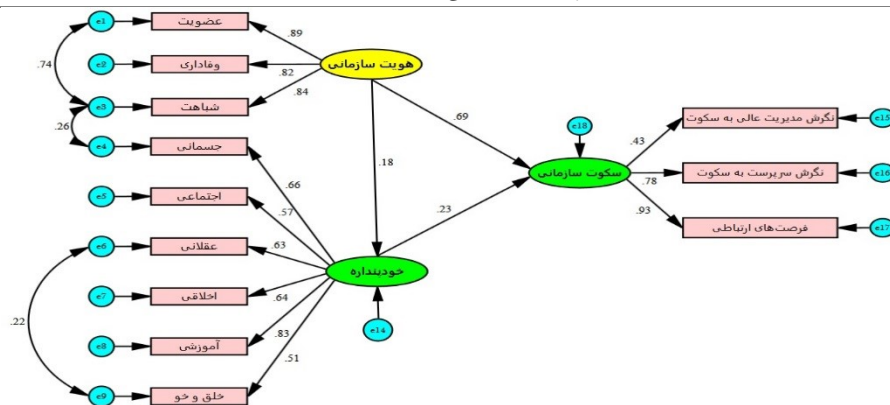 e1
عضویت
.89
e2
وفاداری
.82
هویت سازمانی
.74
e3
شباهت
.84
.26
e4
جسمانی
.18
.69
e18
سکوت سازمانی
.43
نگرش مدیریت عالی به سکوت
e15
.78
نگرش سرپرست به سکوت
e16
.93
فرصت‌های ارتباطی
e17
.66
e5
اجتماعی
.57
.23
e6
عقلانی
.63
خودپنداره
e7
اخلاقی
.64
.22
e8
آموزشی
.83
e14
e9
خلق و خو
.51